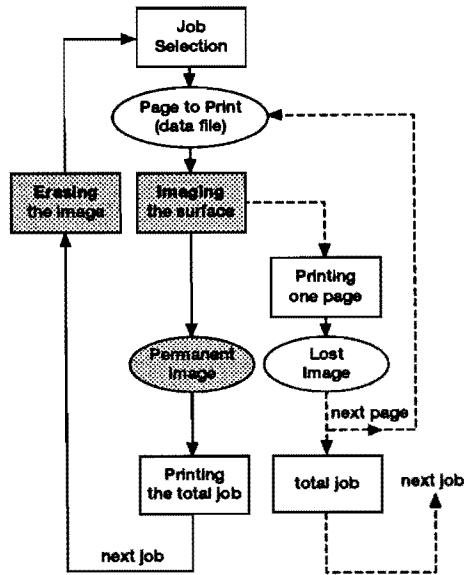 Job
Selection
Page to Print
(data file)
Erasing
the image
Imaging
the surface
Printing
one page
Permanent
image
Lost
Image
next page
Printing
the total job
total job
next job
next job